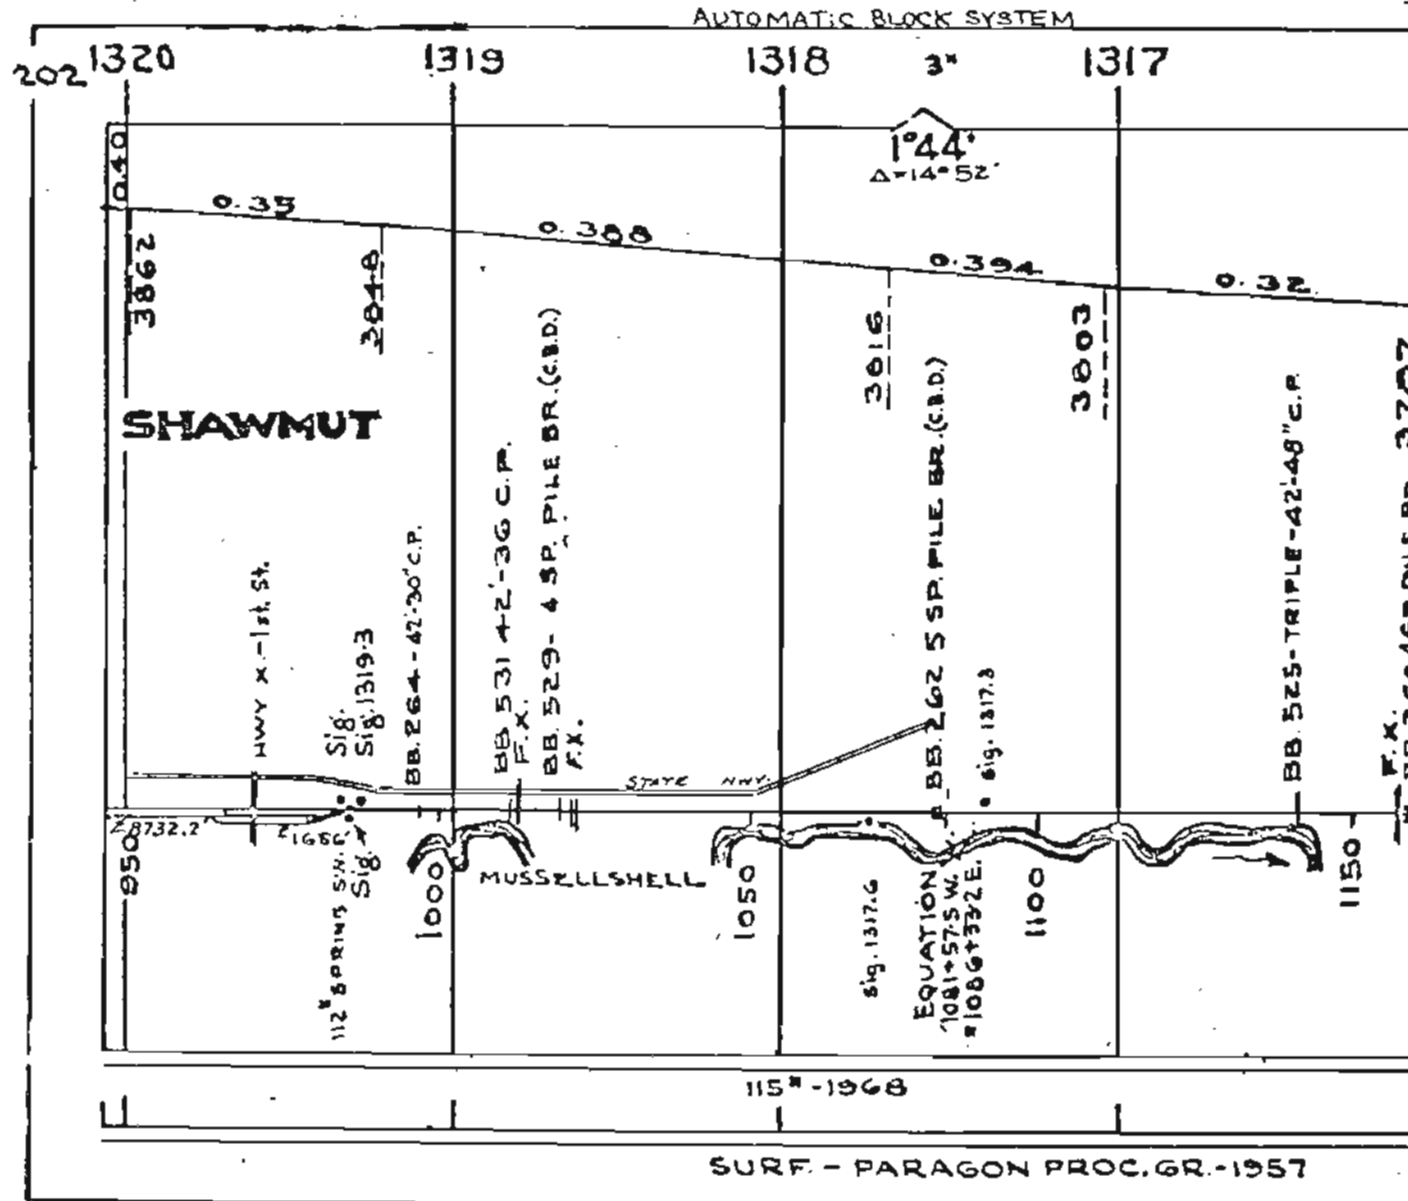 AUTOMATIC BLOCK SYSTEM
202
1320
1319
1318
3"
1317
1°44'
Δ=14°52'
0.40
0.35
0.388
0.394
0.32
3862
3848
3816
3803
SHAWMUT
HWY X.-1st. St.
Sig.
Sig. 1319.3
BB. 264-42'-30" C.P.
BB 531 42'-36 C.P.
F.X.
BB. 529- 4 SP. PILE BR. (C.B.D.)
F.X.
STATE HWY.
BB. 262 5 SP. PILE BR. (C.B.D.)
Sig. 1317.3
BB. 525-TRIPLE-42'-48" C.P.
F.X.
8732.2
950
112# SPRING SW.
Sig.
1000
MUSSELLSHELL
1050
Sig. 1317.6
EQUATION
1081+57.5 W.
=1086+33.2 E.
1100
1150
115#-1968
SURF. - PARAGON PROC. GR.-1957